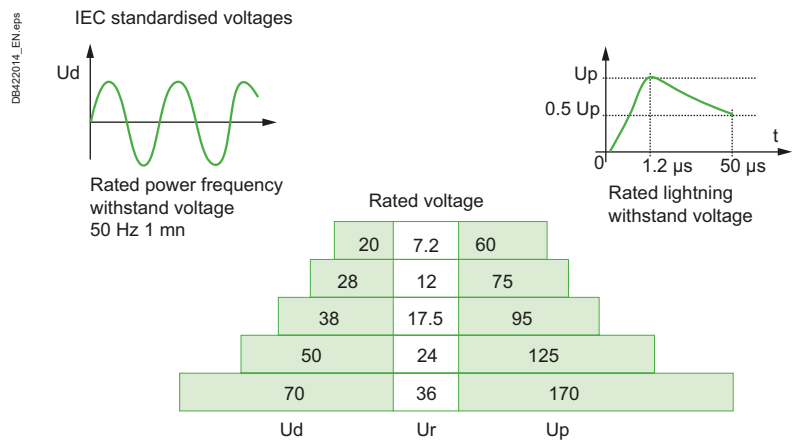 DB422014_EN.eps
IEC standardised voltages
Ud
Rated power frequency
withstand voltage
50 Hz 1 mn
Up
0.5 Up
t
0 1.2 µs 50 µs
Rated lightning
withstand voltage
Rated voltage
20 7.2 60
28 12 75
38 17.5 95
50 24 125
70 36 170
Ud Ur Up